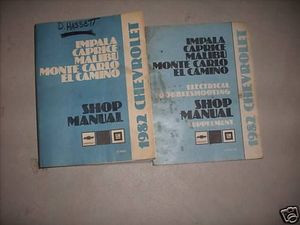 IMPALA
CAPRICE
MALIBU
MONTE CARLO
EL CAMINO
SHOP
MANUAL
1982 CHEVROLET
IMPALA
CAPRICE
MALIBU
MONTE CARLO
EL CAMINO
ELECTRICAL
TROUBLESHOOTING
SHOP
MANUAL
SUPPLEMENT
1982 CHEVROLET